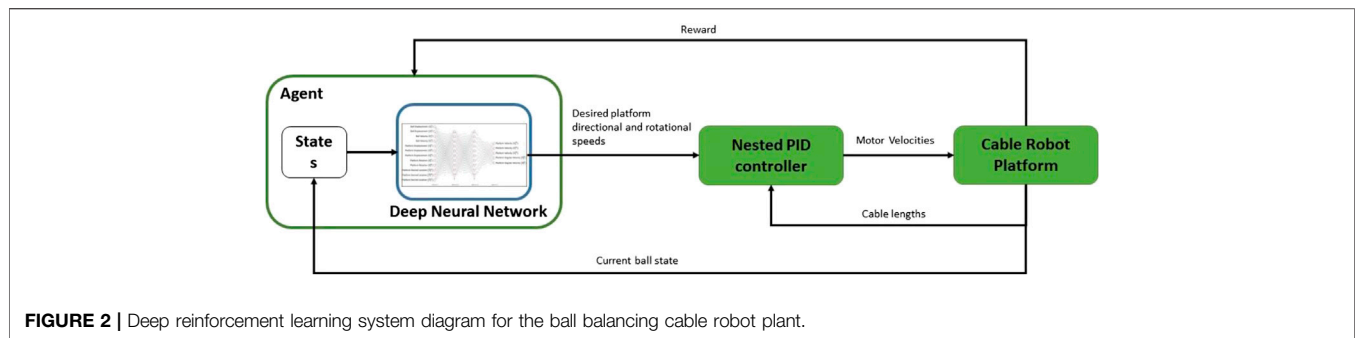 Reward
Agent
Desired platform
directional and rotational
speeds
State
s
Nested PID
controller
Motor Velocities
Cable Robot
Platform
Deep Neural Network
Cable lengths
Current ball state
FIGURE 2 | Deep reinforcement learning system diagram for the ball balancing cable robot plant.